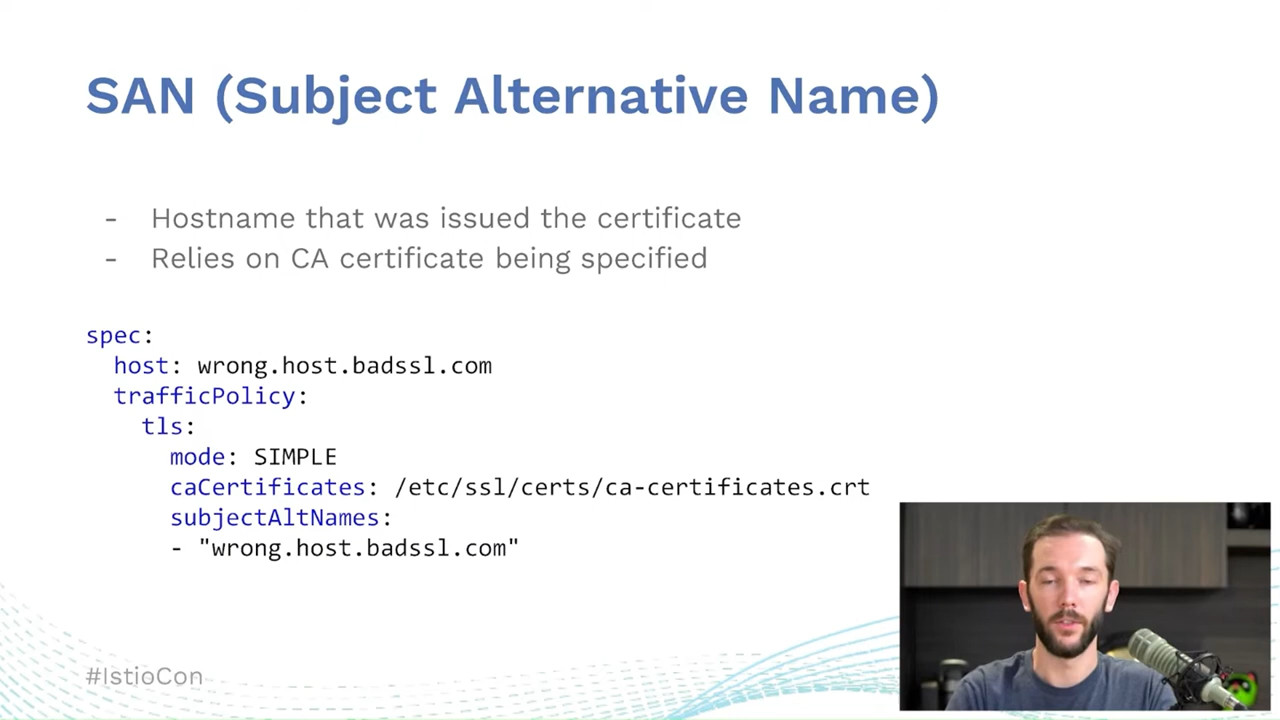 SAN (Subject Alternative Name)
- Hostname that was issued the certificate
- Relies on CA certificate being specified
spec:
  host: wrong.host.badssl.com
  trafficPolicy:
    tls:
      mode: SIMPLE
      caCertificates: /etc/ssl/certs/ca-certificates.crt
      subjectAltNames:
      - "wrong.host.badssl.com"
#IstioCon